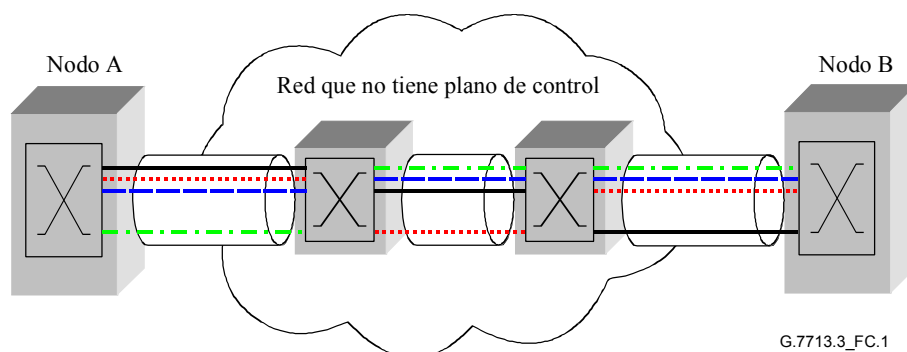 Nodo A
Nodo B
Red que no tiene plano de control
G.7713.3_FC.1